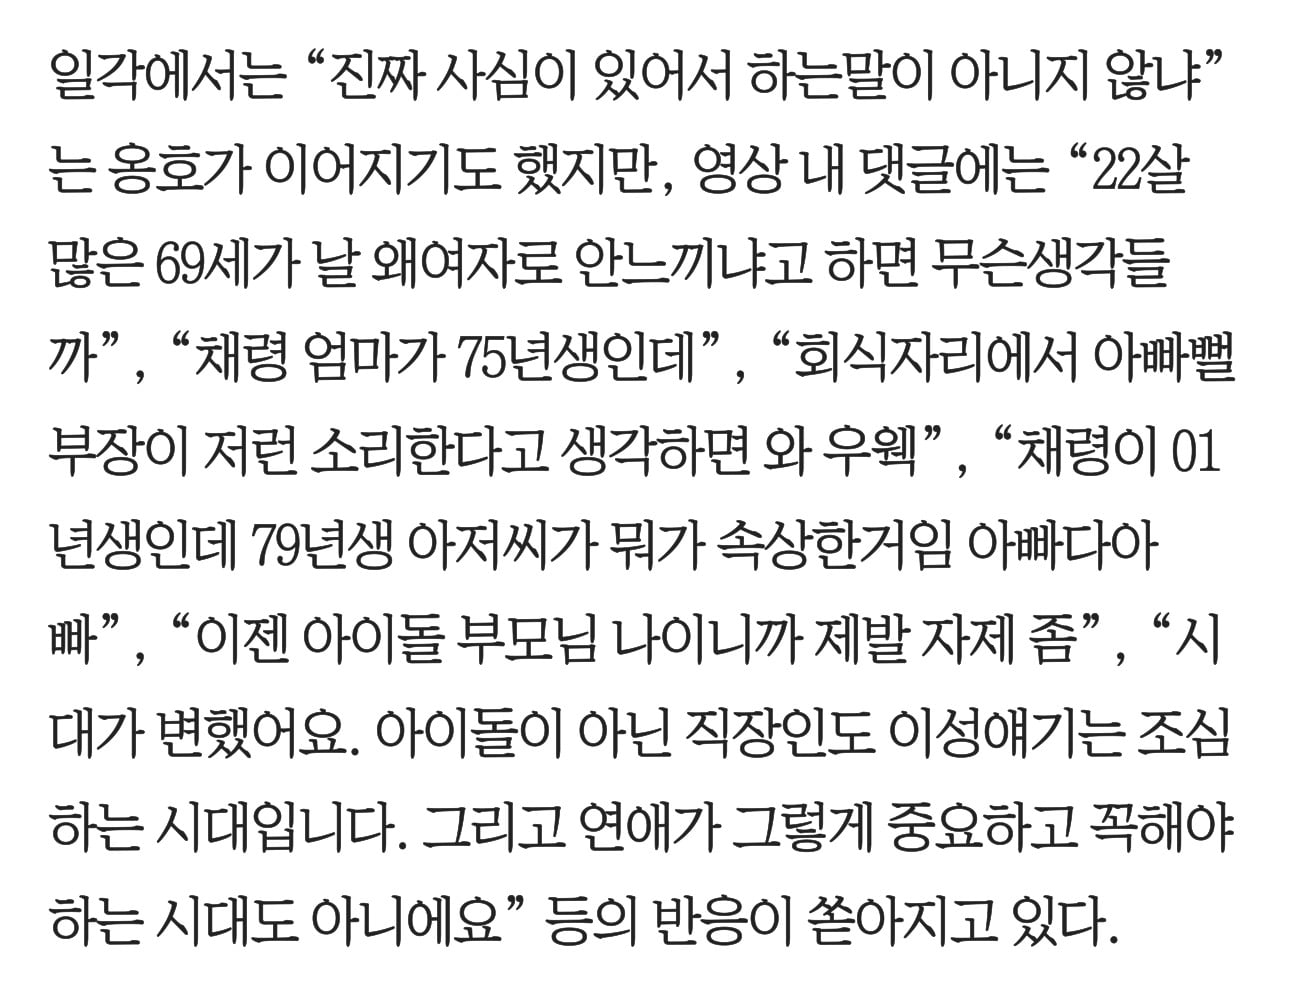 일각에서는 “진짜 사심이 있어서 하는말이 아니지 않냐”
는 옹호가 이어지기도 했지만, 영상 내 댓글에는 “22살
많은 69세가 날 왜여자로 안느끼냐고 하면 무슨생각들
까”, “채령 엄마가 75년생인데”, “회식자리에서 아빠뻘
부장이 저런 소리한다고 생각하면 와 우웩”, “채령이 01
년생인데 79년생 아저씨가 뭐가 속상한거임 아빠다아
빠”, “이젠 아이돌 부모님 나이니까 제발 자제 좀”, “시
대가 변했어요. 아이돌이 아닌 직장인도 이성얘기는 조심
하는 시대입니다. 그리고 연애가 그렇게 중요하고 꼭해야
하는 시대도 아니에요” 등의 반응이 쏟아지고 있다.